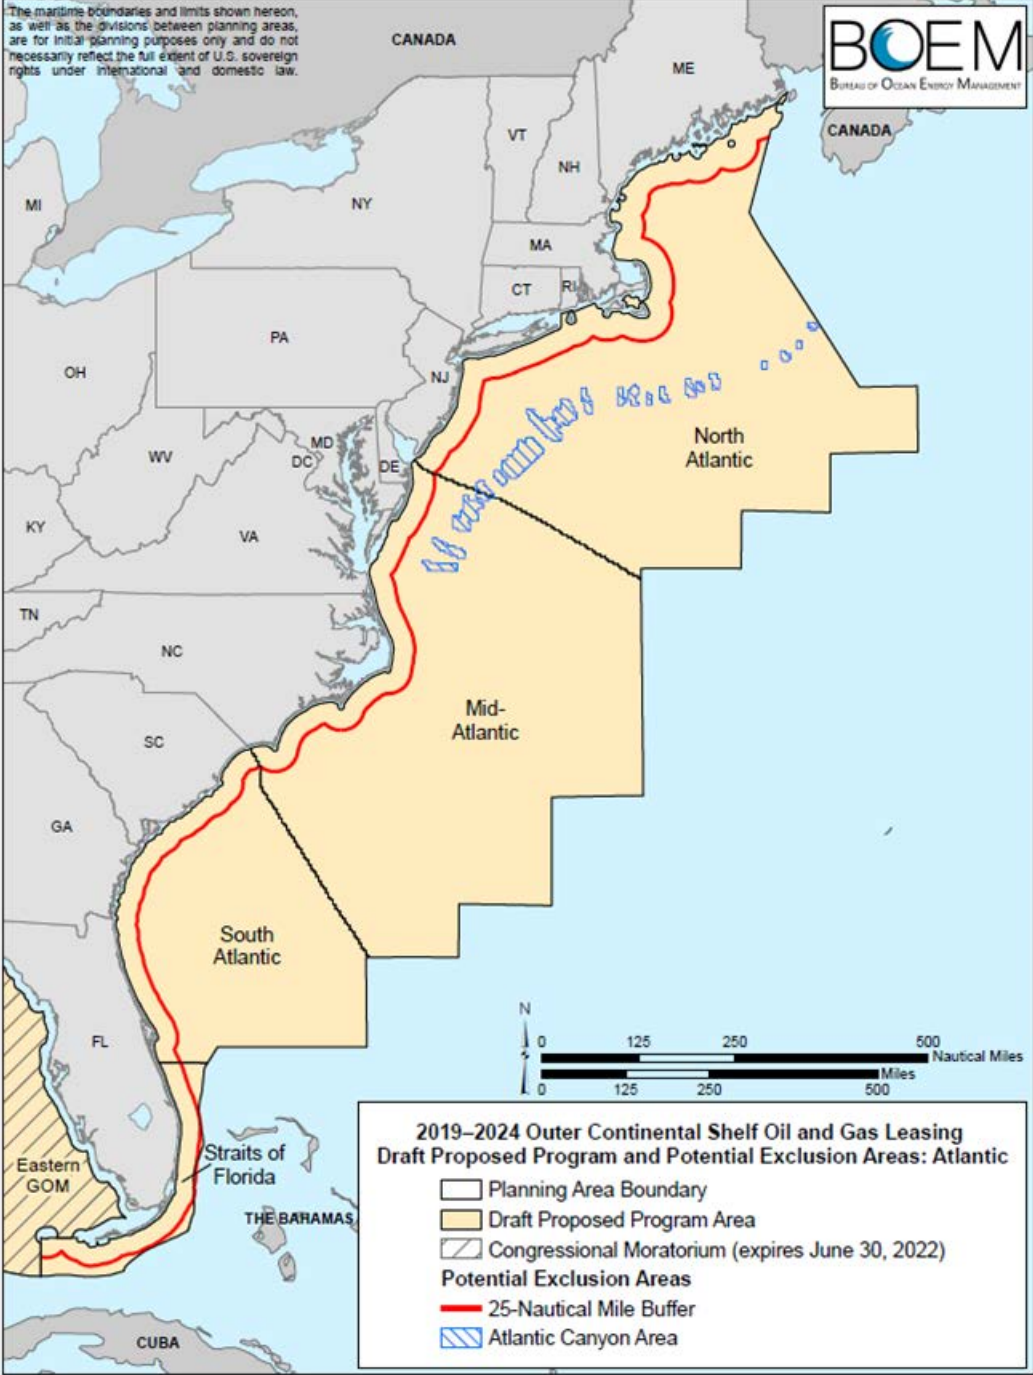 The maritime boundaries and limits shown hereon,
as well as the divisions between planning areas,
are for initial planning purposes only and do not
necessarily reflect the full extent of U.S. sovereign
rights under international and domestic law.
BOEM
BUREAU OF OCEAN ENERGY MANAGEMENT
CANADA
ME
CANADA
VT
NH
MI
NY
MA
CT
RI
PA
OH
NJ
MD
DC
DE
WV
North
Atlantic
KY
VA
TN
NC
Mid-
Atlantic
SC
GA
South
Atlantic
FL
N
0 125 250 500
Nautical Miles
Miles
0 125 250 500
Straits of
Florida
Eastern
GOM
THE BAHAMAS
CUBA
2019–2024 Outer Continental Shelf Oil and Gas Leasing
Draft Proposed Program and Potential Exclusion Areas: Atlantic
Planning Area Boundary
Draft Proposed Program Area
Congressional Moratorium (expires June 30, 2022)
Potential Exclusion Areas
25-Nautical Mile Buffer
Atlantic Canyon Area